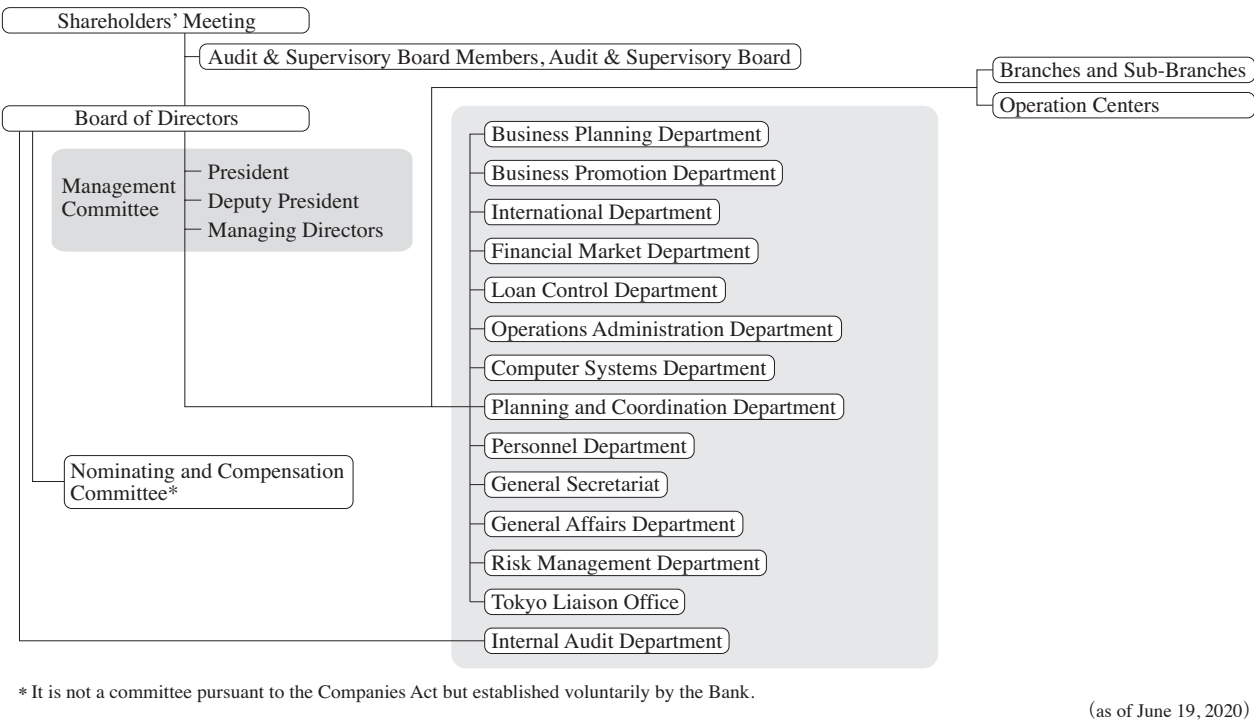 Shareholders’ Meeting
Audit & Supervisory Board Members, Audit & Supervisory Board
Branches and Sub-Branches
Operation Centers
Board of Directors
Management
Committee
President
Deputy President
Managing Directors
Business Planning Department
Business Promotion Department
International Department
Financial Market Department
Loan Control Department
Operations Administration Department
Computer Systems Department
Planning and Coordination Department
Personnel Department
General Secretariat
General Affairs Department
Risk Management Department
Tokyo Liaison Office
Internal Audit Department
Nominating and Compensation
Committee*
* It is not a committee pursuant to the Companies Act but established voluntarily by the Bank.
(as of June 19, 2020)